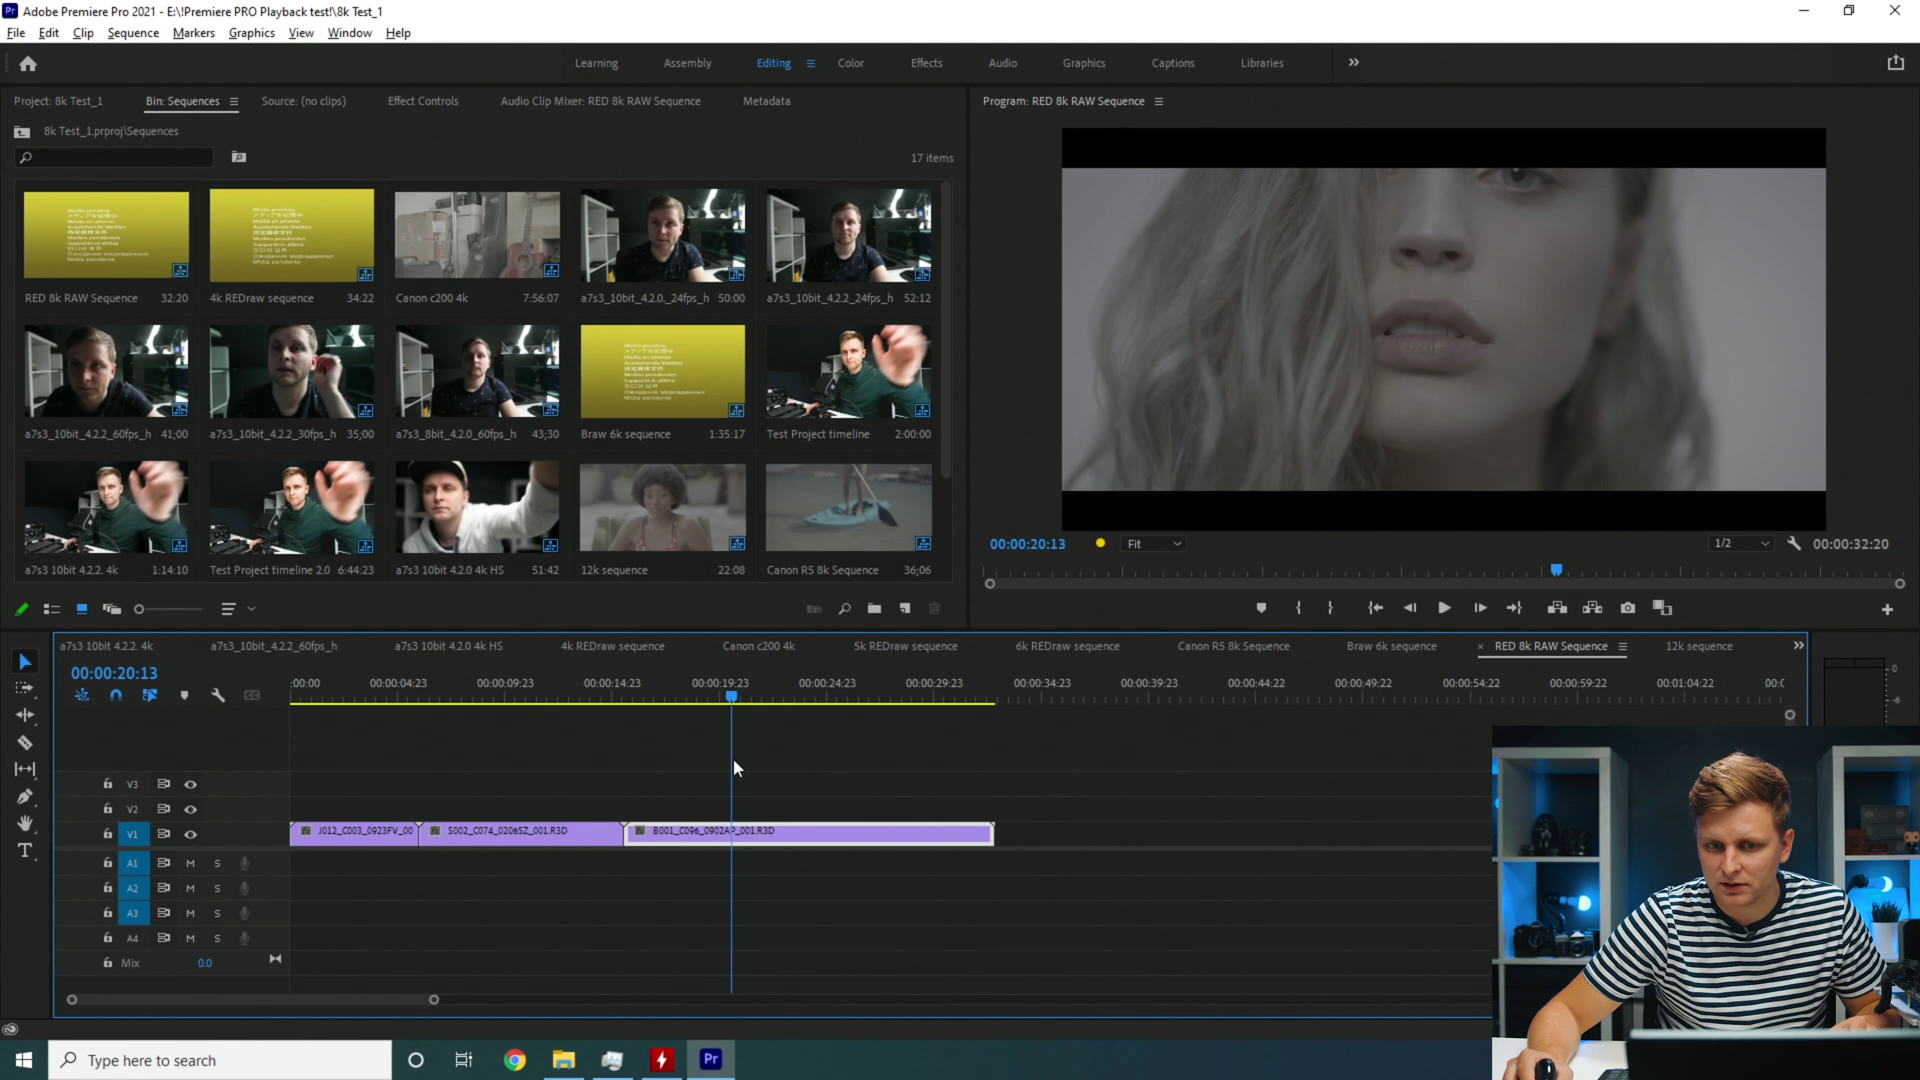 Adobe Premiere Pro 2021 - E:\!Premiere PRO Playback test!\8k Test_1
File Edit Clip Sequence Markers Graphics View Window Help
Learning Assembly Editing Color Effects Audio Graphics Captions Libraries
Project: 8k Test_1 Bin: Sequences Source: (no clips) Effect Controls Audio Clip Mixer: RED 8k RAW Sequence Metadata
Program: RED 8k RAW Sequence
8k Test_1.prproj\Sequences
17 items
RED 8k RAW Sequence 32:20
4k REDraw sequence 34:22
Canon c200 4k 7:56:07
a7s3_10bit_4.2.0._24fps_h 50:00
a7s3_10bit_4.2.2_24fps_h 52:12
a7s3_10bit_4.2.2_60fps_h 41;00
a7s3_10bit_4.2.2_30fps_h 35;00
a7s3_8bit_4.2.0_60fps_h 43;30
Braw 6k sequence 1:35:17
Test Project timeline 2:00:00
a7s3 10bit 4.2.2. 4k 1:14:10
Test Project timeline 2.0 6:44:23
a7s3 10bit 4.2.0 4k HS 51:42
12k sequence 22:08
Canon R5 8k Sequence 36;06
00:00:20:13 Fit 1/2 00:00:32:20
a7s3 10bit 4.2.2. 4k a7s3_10bit_4.2.2_60fps_h a7s3 10bit 4.2.0 4k HS 4k REDraw sequence Canon c200 4k 5k REDraw sequence 6k REDraw sequence Canon R5 8k Sequence Braw 6k sequence × RED 8k RAW Sequence 12k sequence
00:00:20:13
:00:00 00:00:04:23 00:00:09:23 00:00:14:23 00:00:19:23 00:00:24:23 00:00:29:23 00:00:34:23 00:00:39:23 00:00:44:22 00:00:49:22 00:00:54:22 00:00:59:22 00:01:04:22
0
-6
V3
V2
V1 J012_C003_0923FV_00 S002_C074_0206SZ_001.R3D B001_C096_0902AP_001.R3D
A1 M S
A2 M S
A3 M S
A4 M S
Mix 0.0
Type here to search
Pr